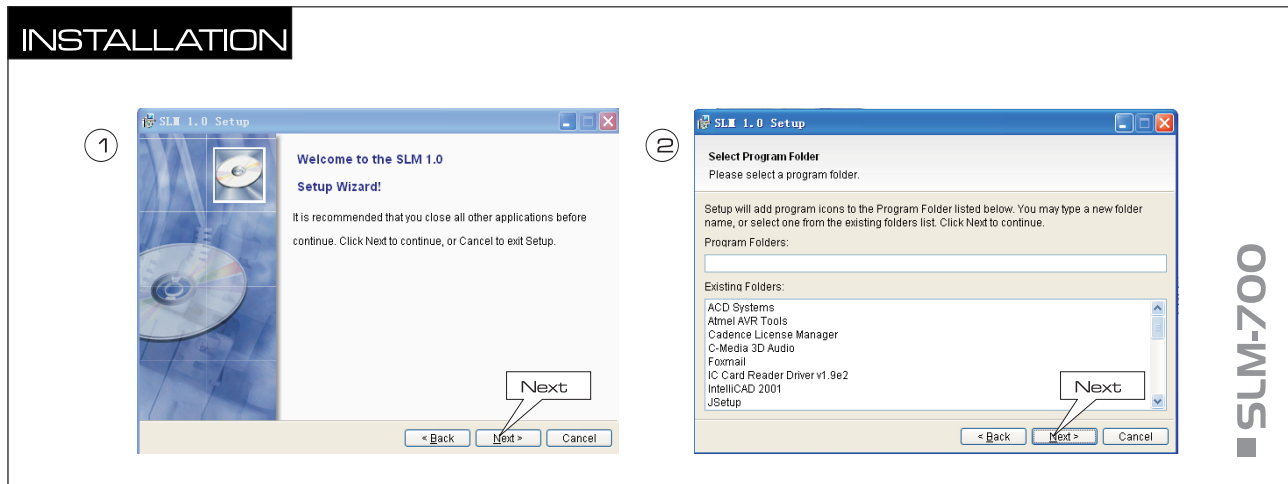 INSTALLATION
1
SLM 1.0 Setup
Welcome to the SLM 1.0
Setup Wizard!
It is recommended that you close all other applications before
continue. Click Next to continue, or Cancel to exit Setup.
Next
< Back
Next >
Cancel
2
SLM 1.0 Setup
Select Program Folder
Please select a program folder.
Setup will add program icons to the Program Folder listed below. You may type a new folder
name, or select one from the existing folders list. Click Next to continue.
Program Folders:
Existing Folders:
ACD Systems
Atmel AVR Tools
Cadence License Manager
C-Media 3D Audio
Foxmail
IC Card Reader Driver v1.9e2
IntelliCAD 2001
JSetup
Next
< Back
Next >
Cancel
SLM-700